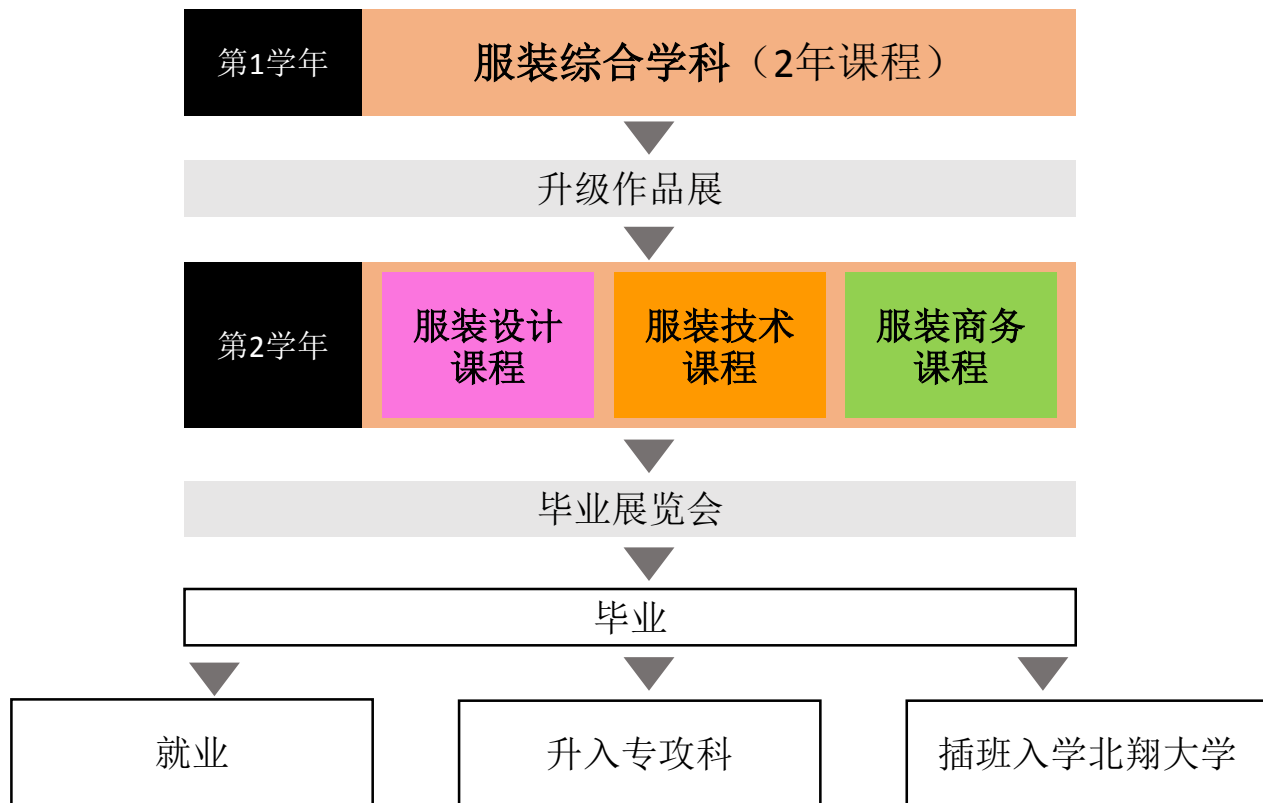 第1学年
服装综合学科（2年课程）
升级作品展
第2学年
服装设计
课程
服装技术
课程
服装商务
课程
毕业展览会
毕业
就业
升入专攻科
插班入学北翔大学